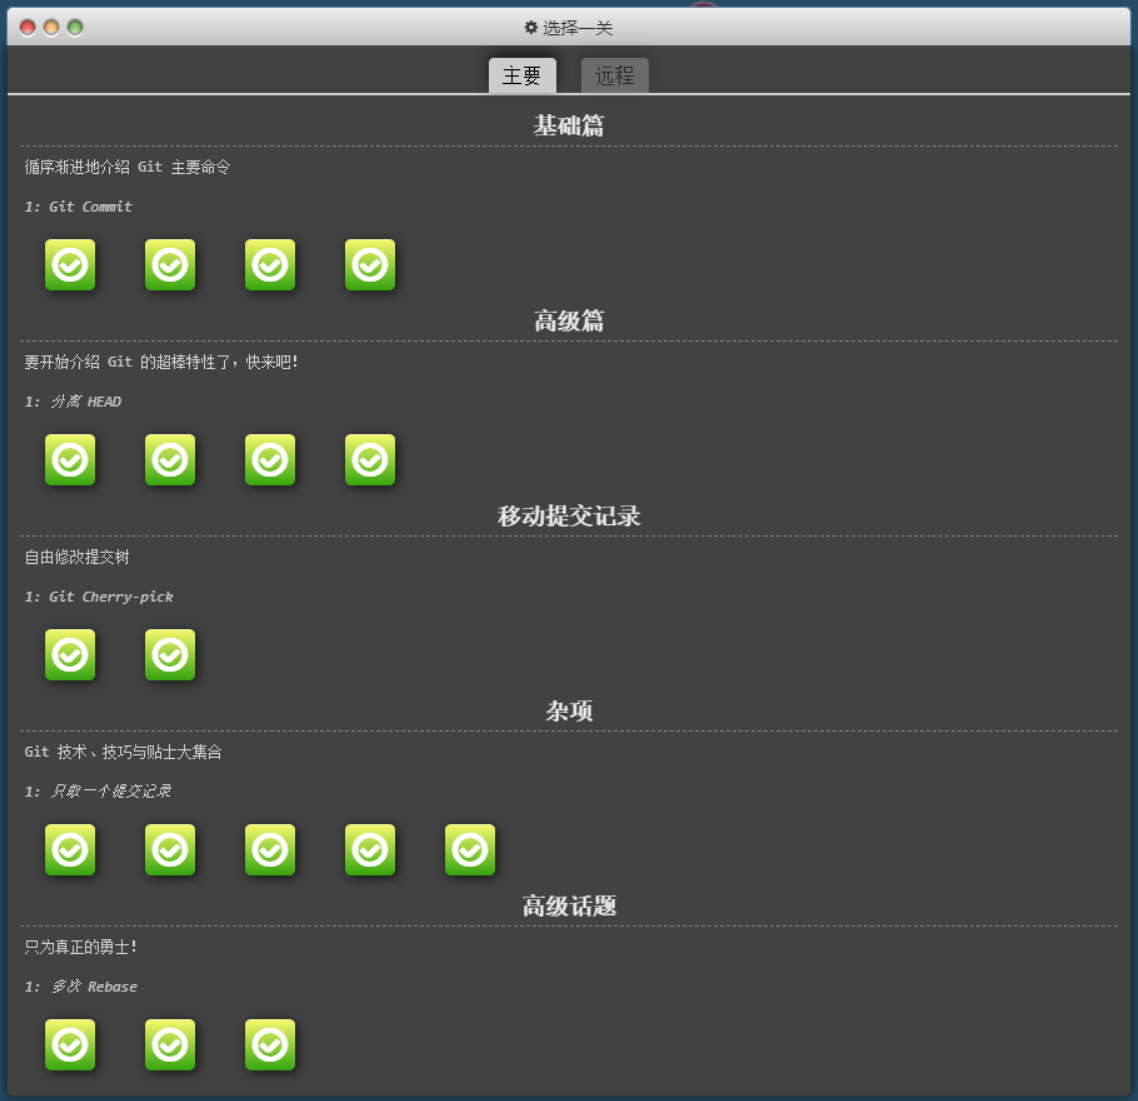 选择一关
主要 远程
基础篇
循序渐进地介绍 Git 主要命令
1: Git Commit
高级篇
要开始介绍 Git 的超棒特性了，快来吧!
1: 分离 HEAD
移动提交记录
自由修改提交树
1: Git Cherry-pick
杂项
Git 技术、技巧与贴士大集合
1: 只取一个提交记录
高级话题
只为真正的勇士!
1: 多次 Rebase